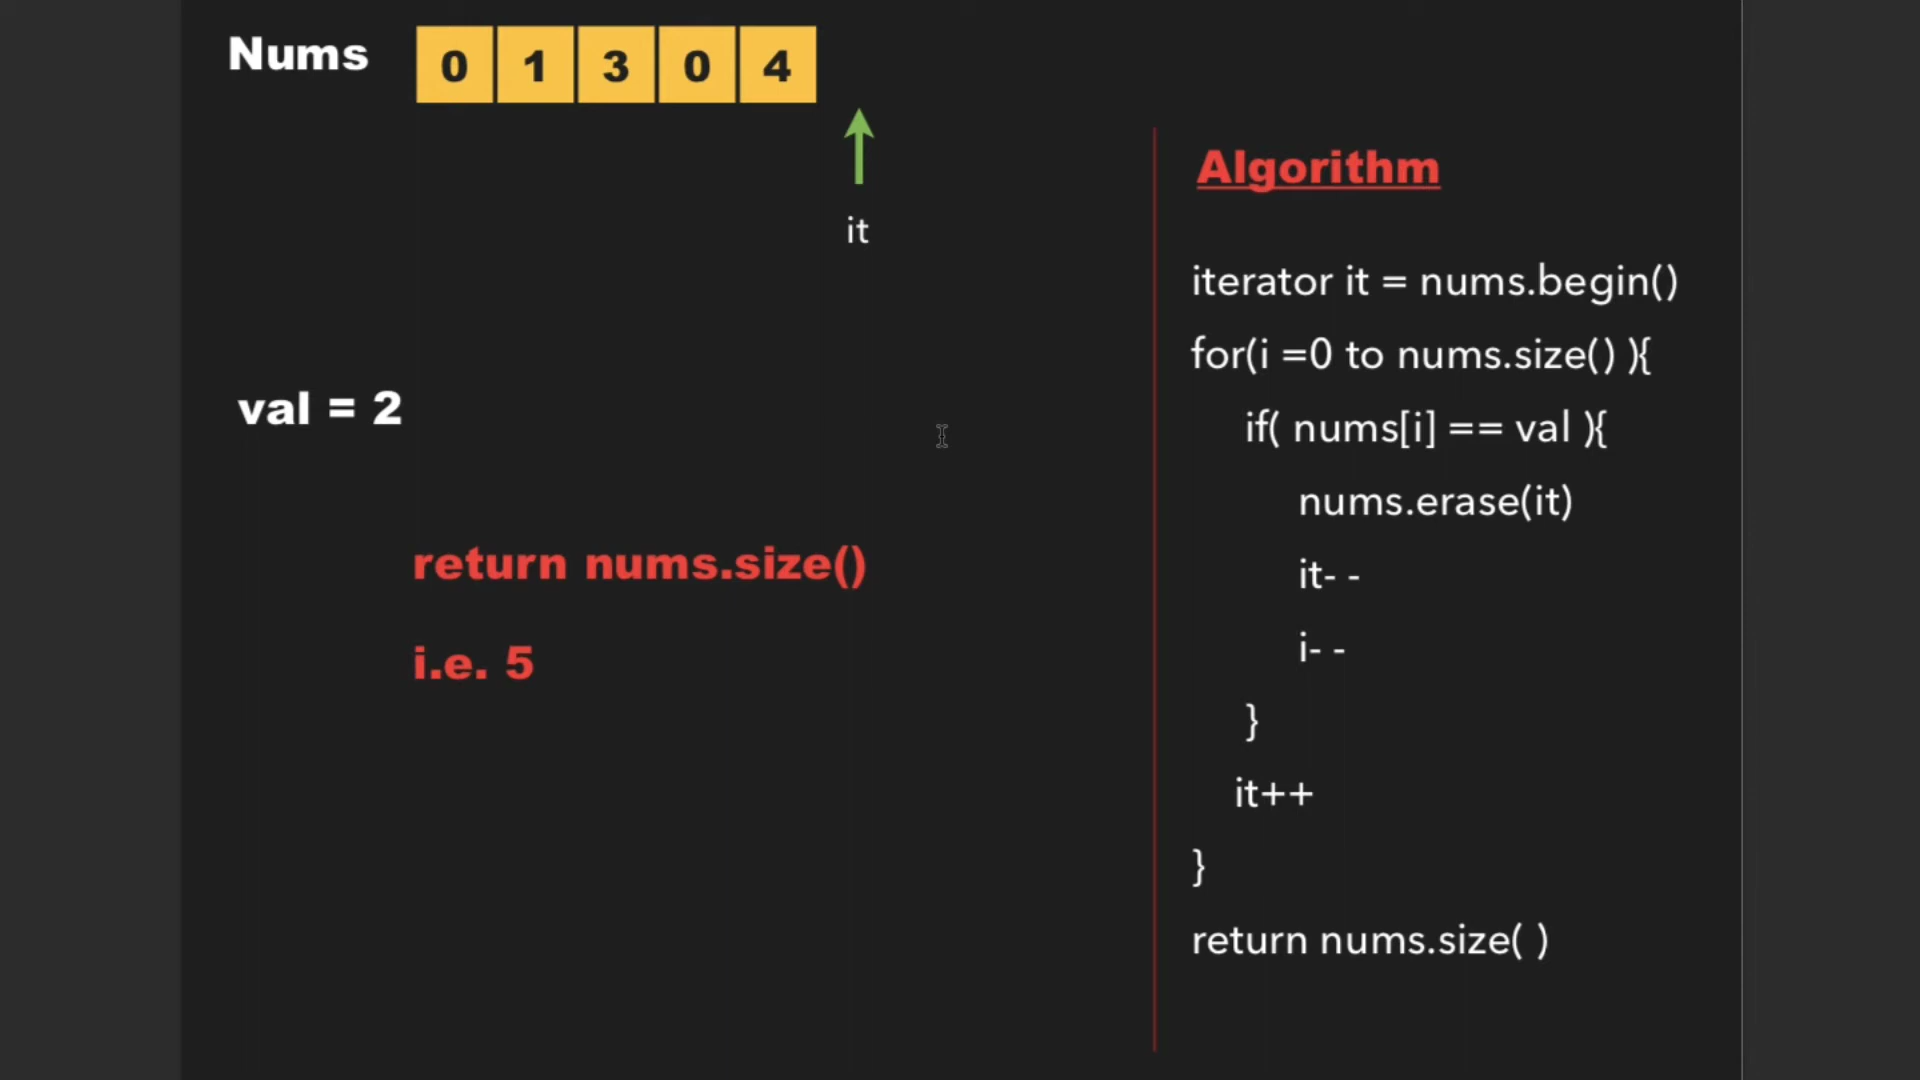 Nums 0 1 3 0 4
it
val = 2
return nums.size()
i.e. 5
Algorithm
iterator it = nums.begin()
for(i =0 to nums.size() ){
if( nums[i] == val ){
nums.erase(it)
it- -
i- -
}
it++
}
return nums.size( )